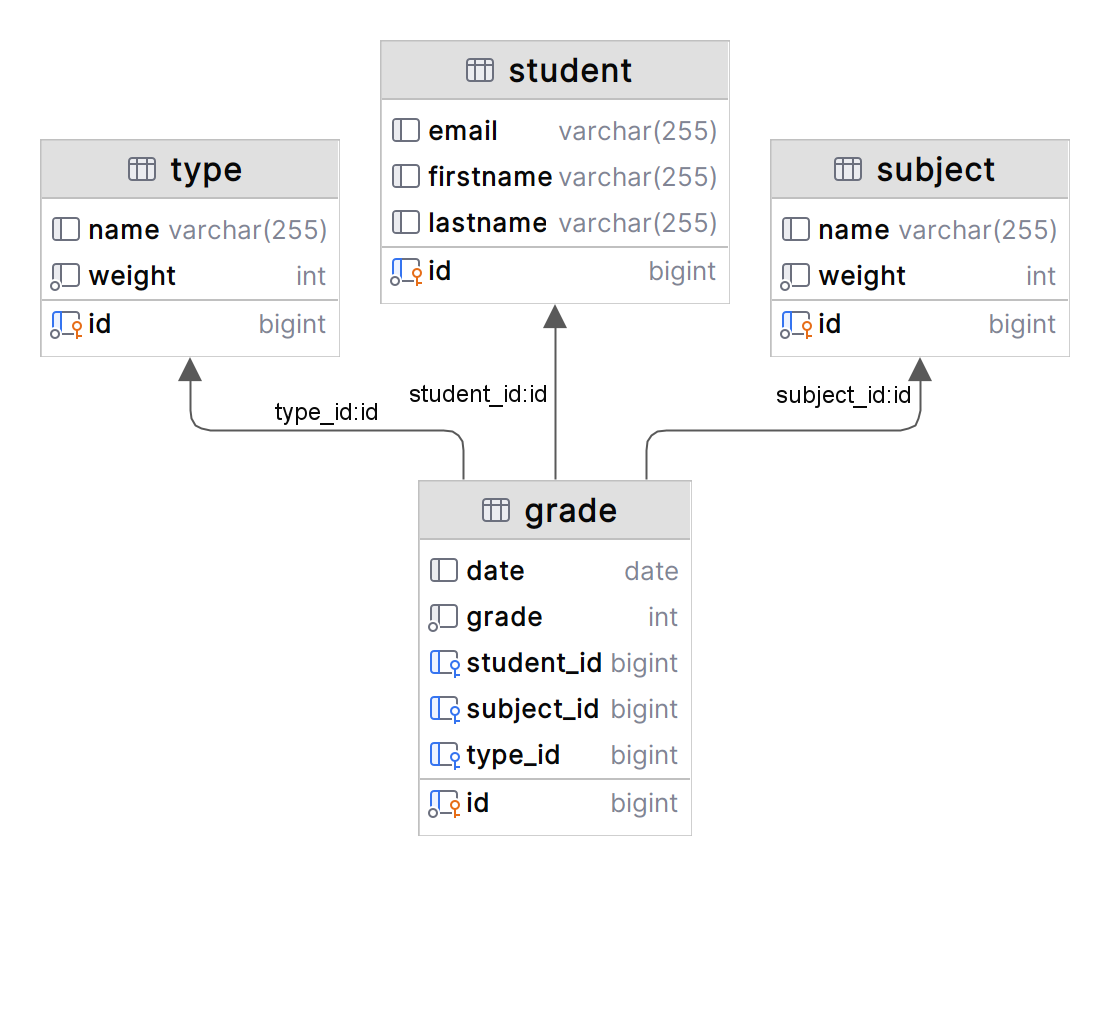 student
email varchar(255)
firstname varchar(255)
lastname varchar(255)
id bigint
type
name varchar(255)
weight int
id bigint
subject
name varchar(255)
weight int
id bigint
type_id:id
student_id:id
subject_id:id
grade
date date
grade int
student_id bigint
subject_id bigint
type_id bigint
id bigint